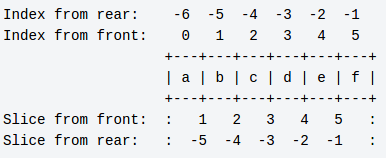 Index from rear:    -6  -5  -4  -3  -2  -1
Index from front:    0   1   2   3   4   5
                   +---+---+---+---+---+---+
                   | a | b | c | d | e | f |
                   +---+---+---+---+---+---+
Slice from front:  :   1   2   3   4   5   :
Slice from rear:   :  -5  -4  -3  -2  -1   :